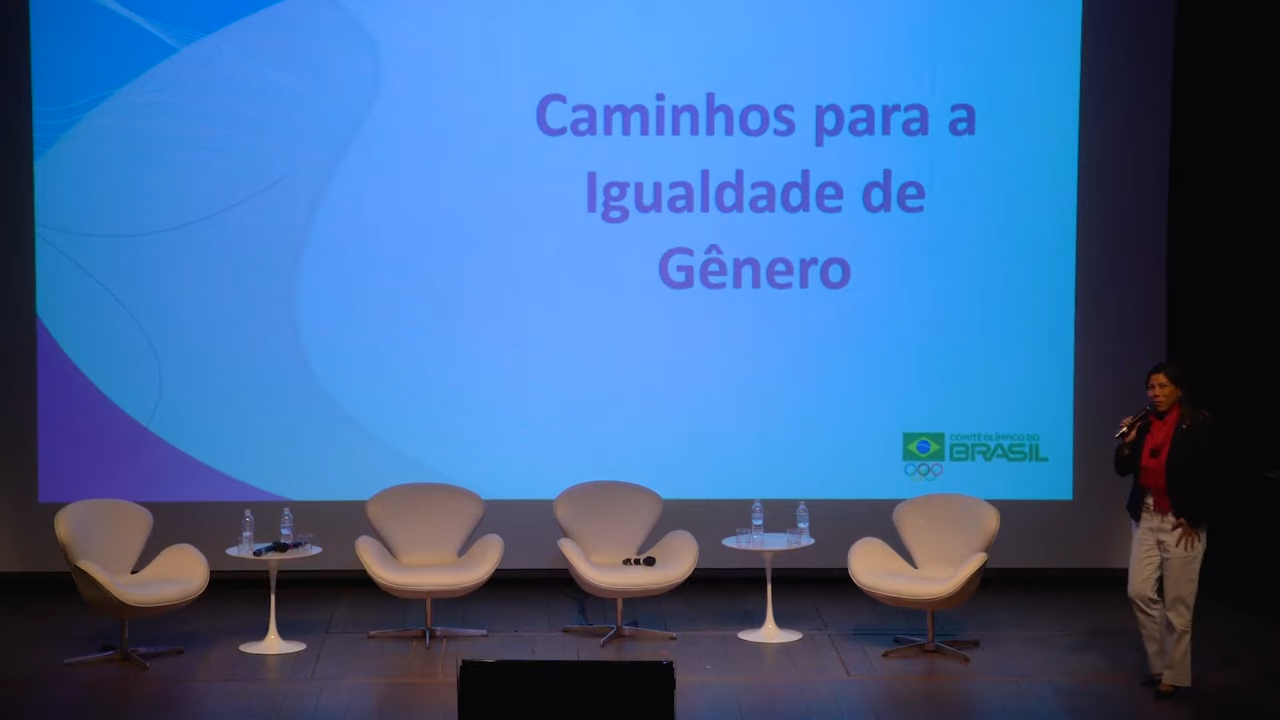 Caminhos para a
Igualdade de
Gênero
COMITÊ OLÍMPICO DO
BRASIL